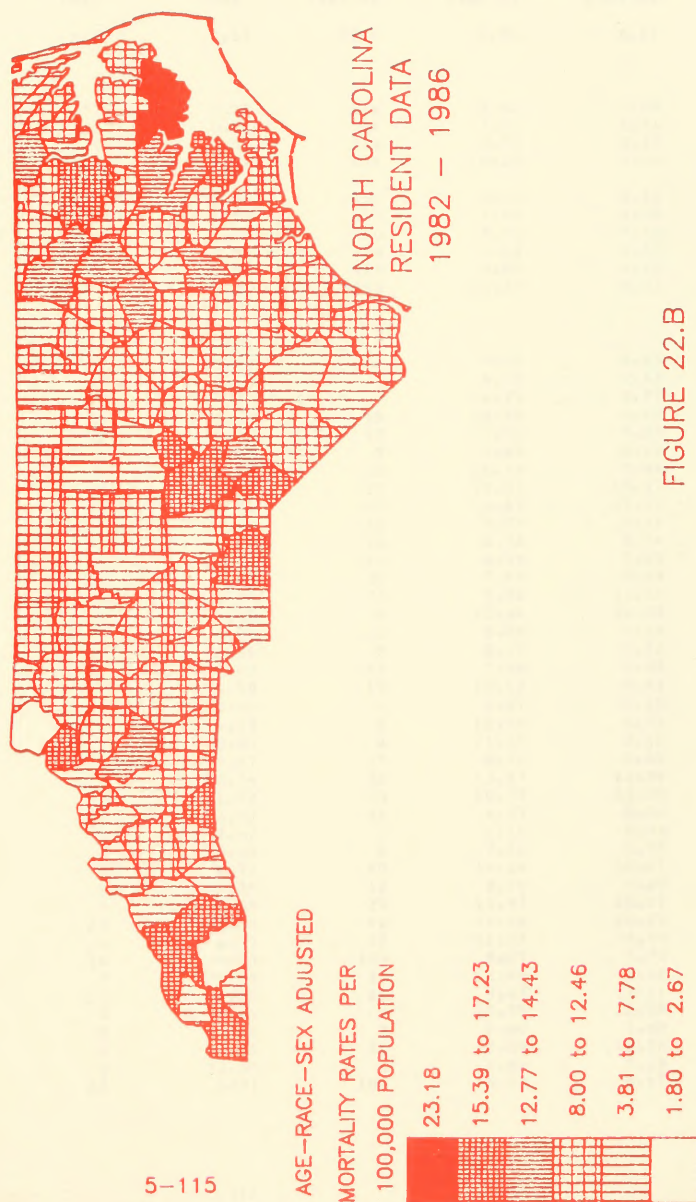 NORTH CAROLINA
RESIDENT DATA
1982 – 1986
AGE–RACE–SEX ADJUSTED
MORTALITY RATES PER
100,000 POPULATION
23.18
15.39 to 17.23
12.77 to 14.43
8.00 to 12.46
3.81 to 7.78
1.80 to 2.67
FIGURE 22.B
5–115